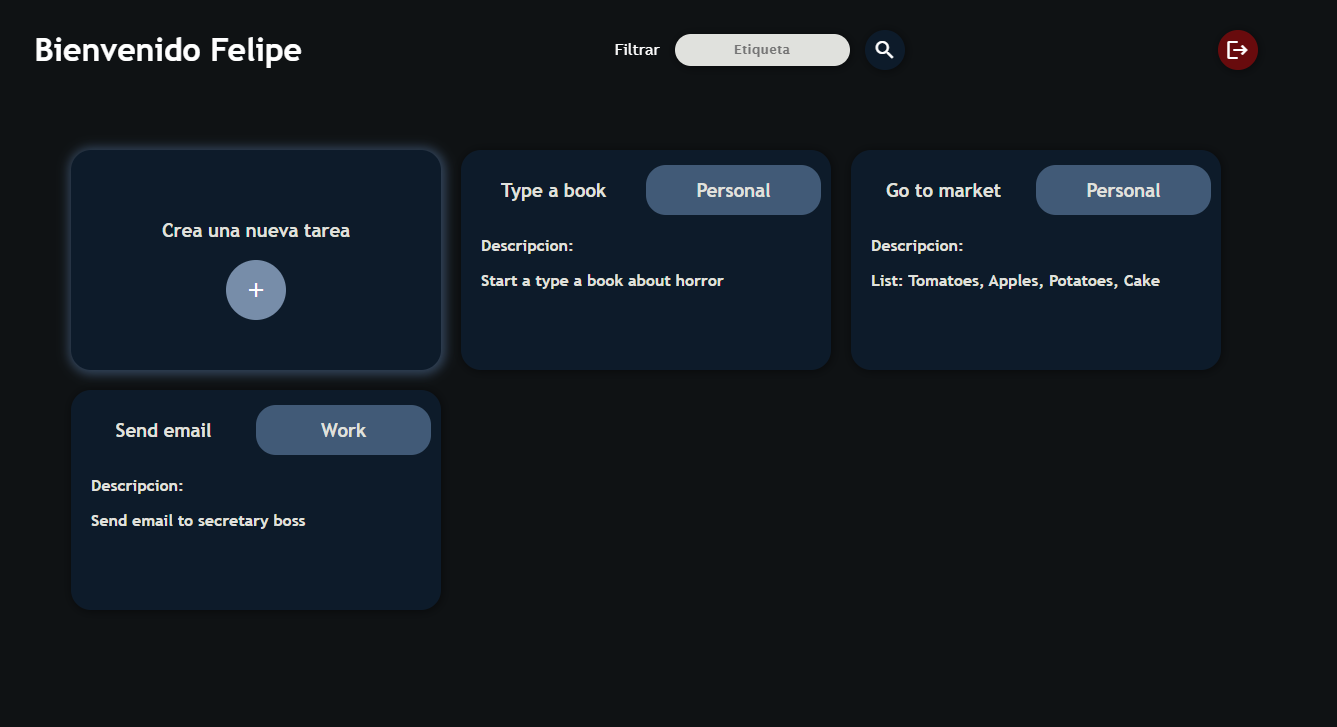 Bienvenido Felipe
Filtrar
Etiqueta
Crea una nueva tarea
+
Type a book
Personal
Descripcion:
Start a type a book about horror
Go to market
Personal
Descripcion:
List: Tomatoes, Apples, Potatoes, Cake
Send email
Work
Descripcion:
Send email to secretary boss